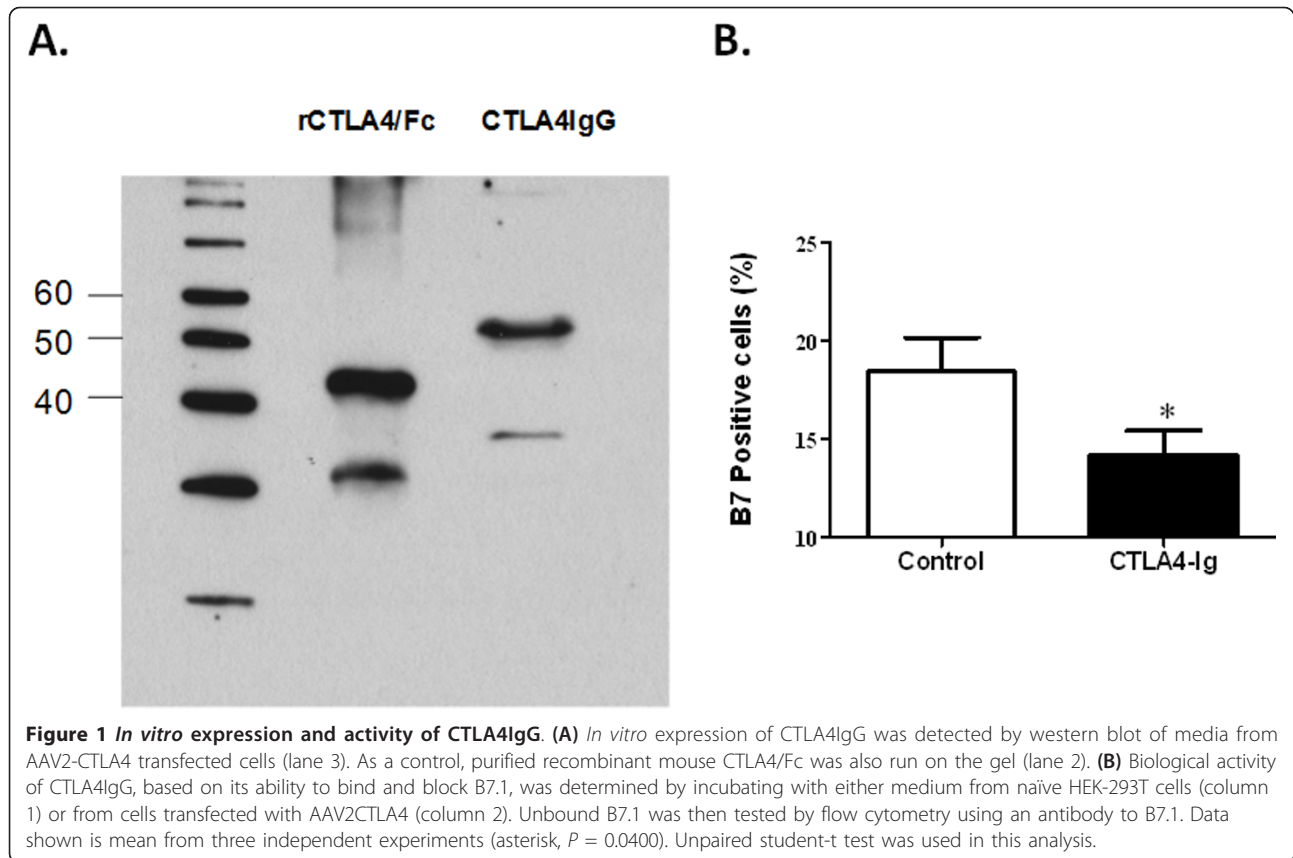 A.
B.
rCTLA4/Fc CTLA4IgG
60
50
40
B7 Positive cells (%)
25
20
15
10
*
Control CTLA4-Ig
Figure 1 In vitro expression and activity of CTLA4IgG. (A) In vitro expression of CTLA4IgG was detected by western blot of media from
AAV2-CTLA4 transfected cells (lane 3). As a control, purified recombinant mouse CTLA4/Fc was also run on the gel (lane 2). (B) Biological activity
of CTLA4IgG, based on its ability to bind and block B7.1, was determined by incubating with either medium from naïve HEK-293T cells (column
1) or from cells transfected with AAV2CTLA4 (column 2). Unbound B7.1 was then tested by flow cytometry using an antibody to B7.1. Data
shown is mean from three independent experiments (asterisk, P = 0.0400). Unpaired student-t test was used in this analysis.